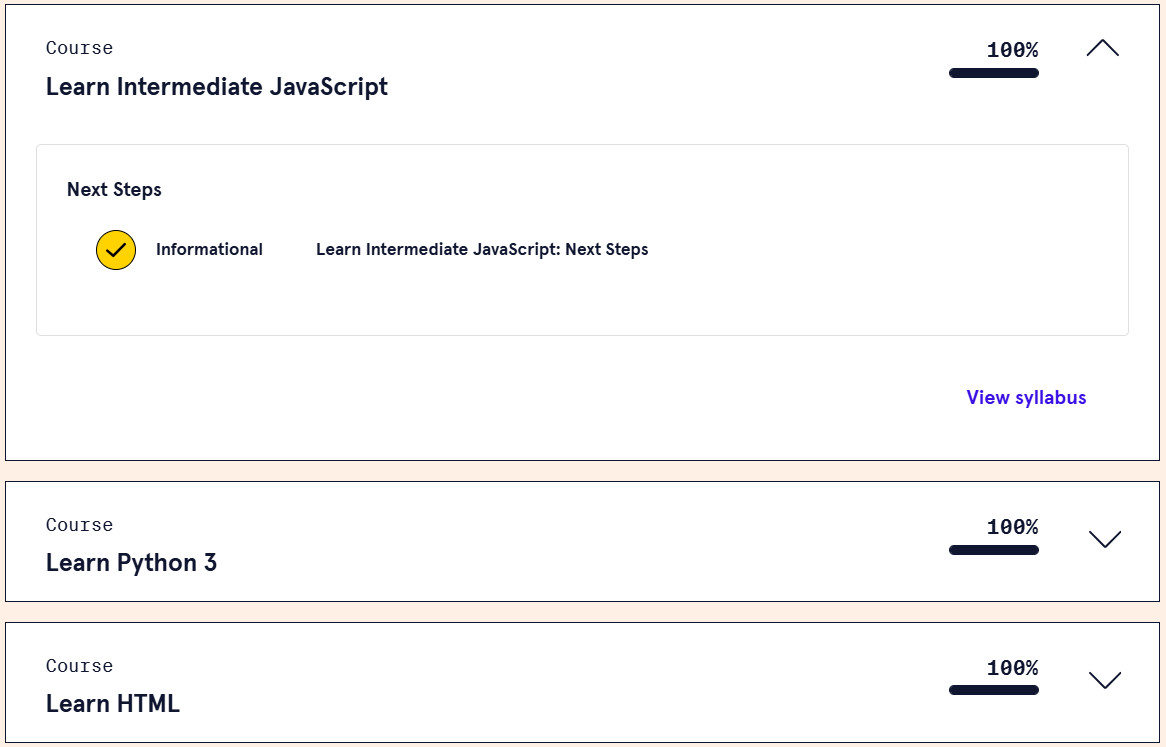 Course
100%
Learn Intermediate JavaScript
Next Steps
Informational Learn Intermediate JavaScript: Next Steps
View syllabus
Course
100%
Learn Python 3
Course
100%
Learn HTML